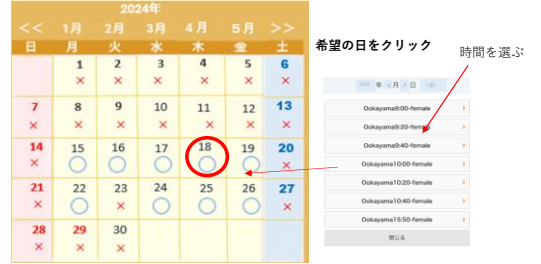 2024年
<< 1月 2月 3月 4月 5月 >>
日 月 火 水 木 金 土
1 2 3 4 5 6
× × × × × ×
7 8 9 10 11 12 13
× × × × × × ×
14 15 16 17 18 19 20
× ○ ○ ○ ○ ○ ×
21 22 23 24 25 26 27
× ○ × ○ ○ ○ ×
28 29 30
× × ×
希望の日をクリック
時間を選ぶ
年 月 日
Ookayama9:00-female
Ookayama9:20-female
Ookayama9:40-female
Ookayama10:00-female
Ookayama10:20-female
Ookayama10:40-female
Ookayama15:50-female
閉じる